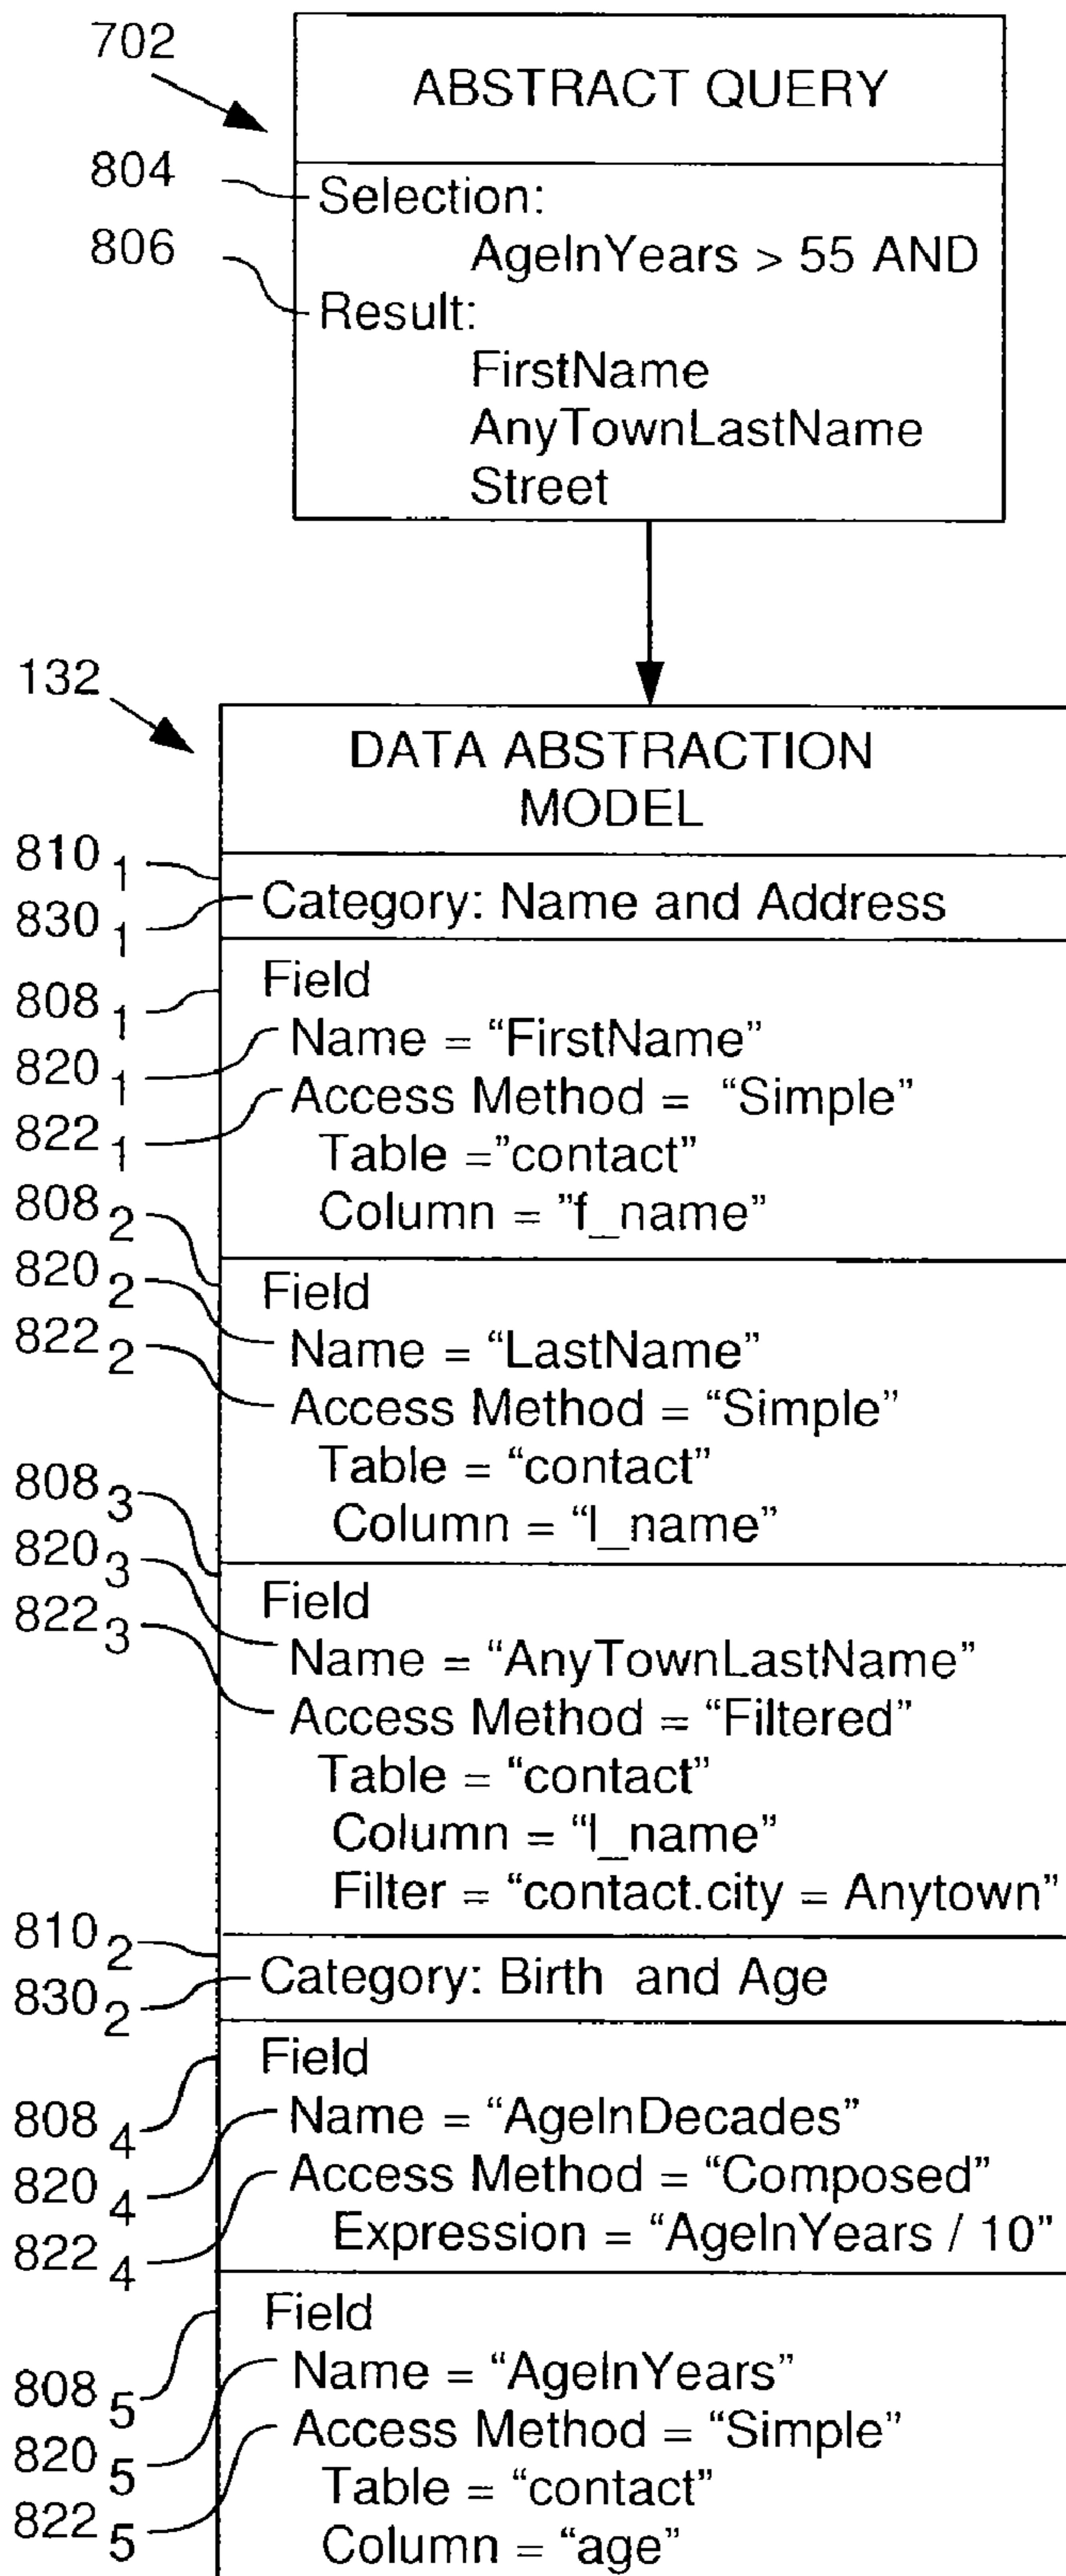 702
ABSTRACT QUERY
804
Selection:
AgeInYears > 55 AND
806
Result:
FirstName
AnyTownLastName
Street
132
DATA ABSTRACTION
MODEL
810 1
830 1
Category: Name and Address
808 1
Field
820 1
Name = “FirstName”
822 1
Access Method = “Simple”
Table =”contact”
Column = ”f_name”
808 2
820 2
Field
822 2
Name = “LastName”
Access Method = “Simple”
Table = “contact”
808 3
Column = “l_name”
820 3
Field
822 3
Name = “AnyTownLastName”
Access Method = “Filtered”
Table = “contact”
Column = “l_name”
Filter = “contact.city = Anytown”
810 2
830 2
Category: Birth and Age
Field
808 4
Name = “AgeInDecades”
820 4
Access Method = “Composed”
822 4
Expression = “AgeInYears / 10”
Field
808 5
Name = “AgeInYears”
820 5
Access Method = “Simple”
822 5
Table = “contact”
Column = “age”